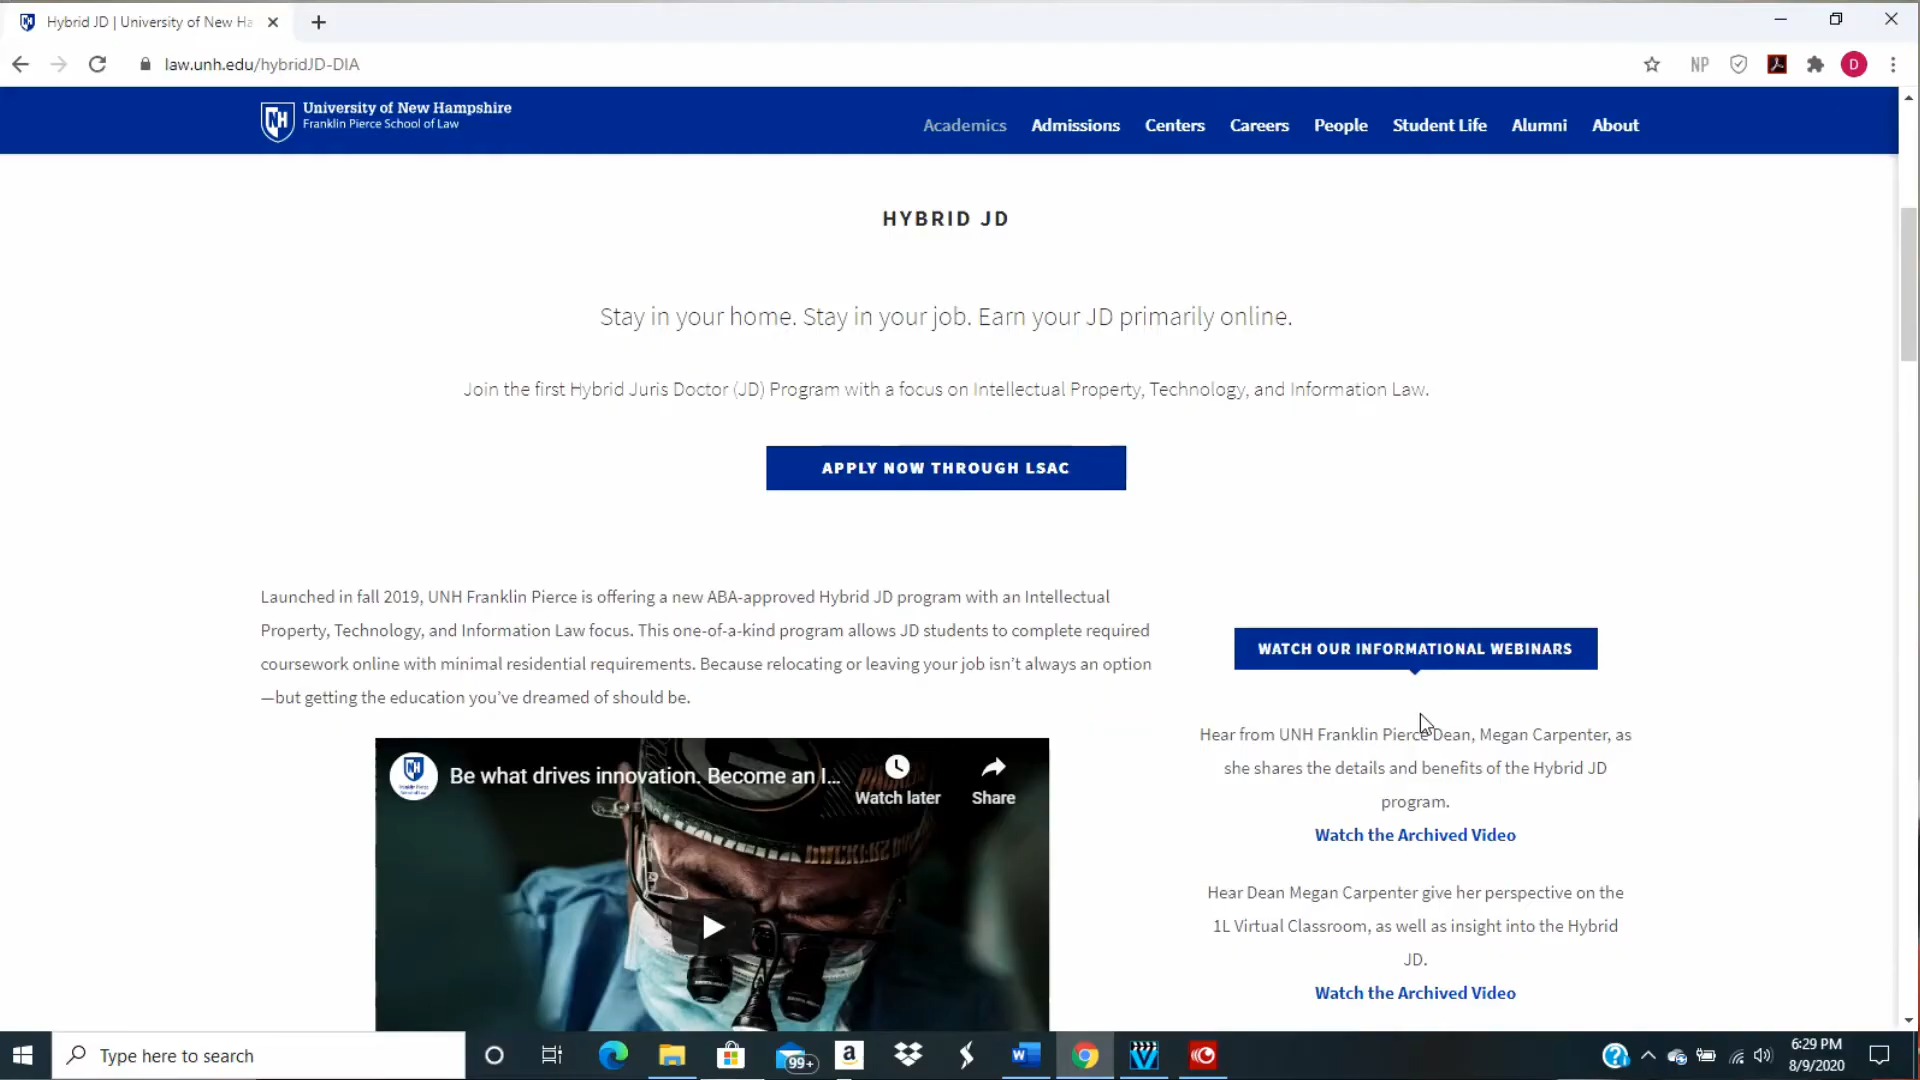 Hybrid JD | University of New Ha
law.unh.edu/hybridJD-DIA
NP
D
NH
University of New Hampshire
Franklin Pierce School of Law
Academics
Admissions
Centers
Careers
People
Student Life
Alumni
About
HYBRID JD
Stay in your home. Stay in your job. Earn your JD primarily online.
Join the first Hybrid Juris Doctor (JD) Program with a focus on Intellectual Property, Technology, and Information Law.
APPLY NOW THROUGH LSAC
Launched in fall 2019, UNH Franklin Pierce is offering a new ABA-approved Hybrid JD program with an Intellectual
Property, Technology, and Information Law focus. This one-of-a-kind program allows JD students to complete required
coursework online with minimal residential requirements. Because relocating or leaving your job isn't always an option
—but getting the education you've dreamed of should be.
Be what drives innovation. Become an I...
Watch later
Share
WATCH OUR INFORMATIONAL WEBINARS
Hear from UNH Franklin Pierce Dean, Megan Carpenter, as
she shares the details and benefits of the Hybrid JD
program.
Watch the Archived Video
Hear Dean Megan Carpenter give her perspective on the
1L Virtual Classroom, as well as insight into the Hybrid
JD.
Watch the Archived Video
Type here to search
99+
a
W
6:29 PM
8/9/2020